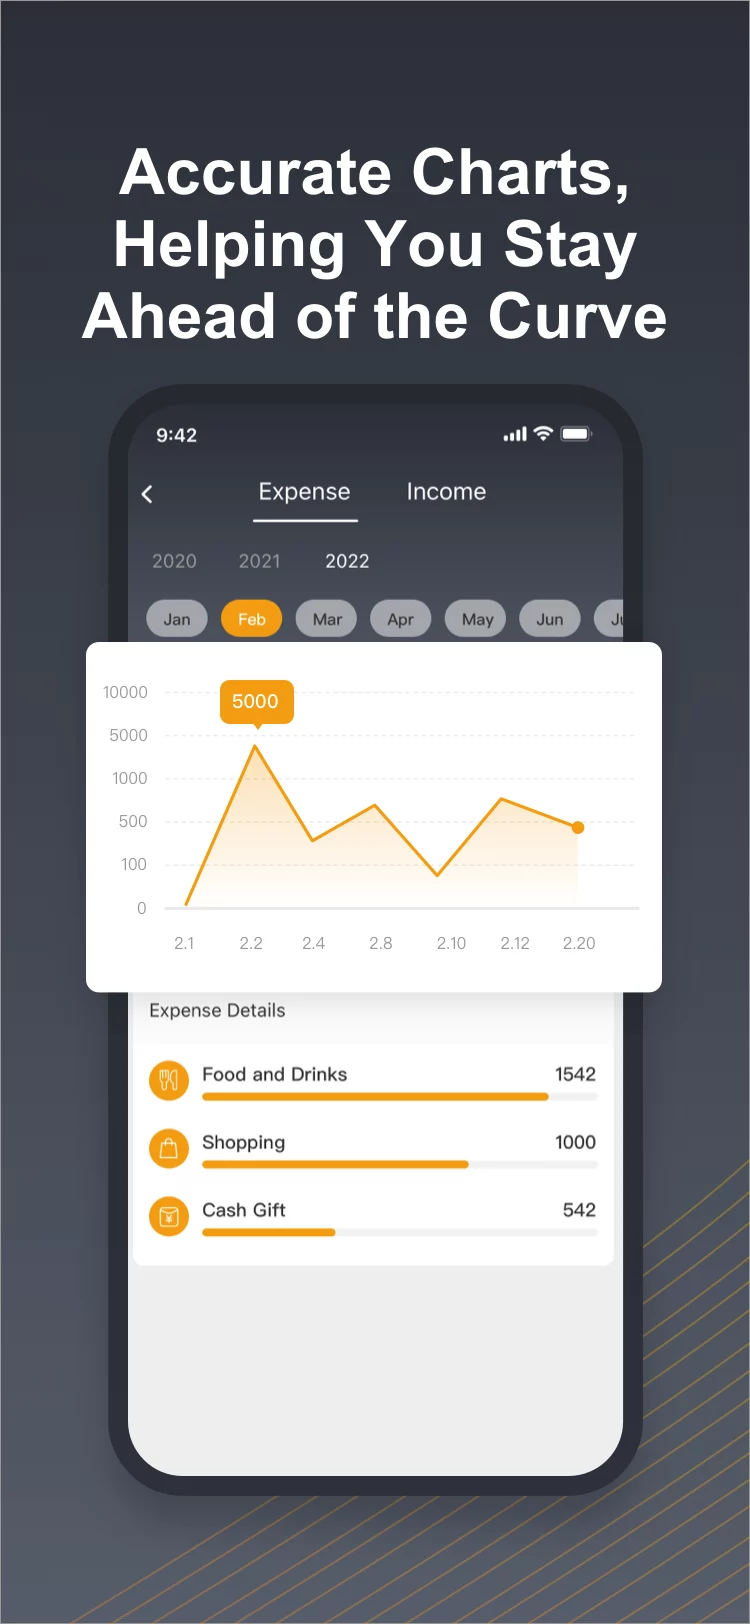 Accurate Charts,
Helping You Stay
Ahead of the Curve
9:42
Expense Income
2020 2021 2022
Jan Feb Mar Apr May Jun
10000
5000
5000
1000
500
100
0
2.1 2.2 2.4 2.8 2.10 2.12 2.20
Expense Details
Food and Drinks 1542
Shopping 1000
¥ Cash Gift 542